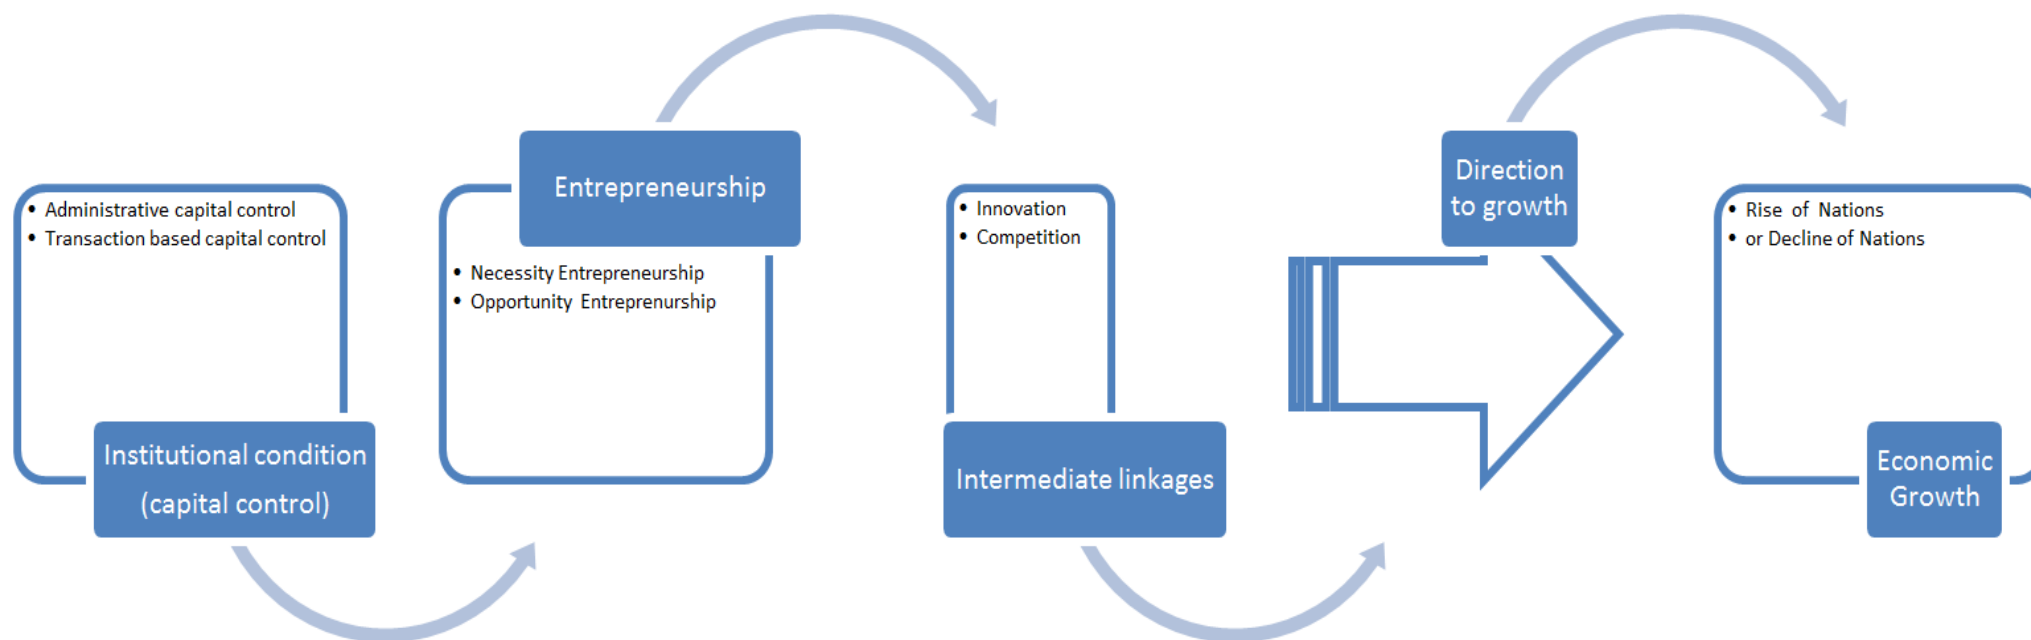 • Administrative capital control
• Transaction based capital control
Institutional condition
(capital control)
Entrepreneurship
• Necessity Entrepreneurship
• Opportunity Entreprenurship
• Innovation
• Competition
Intermediate linkages
Direction
to growth
• Rise of Nations
• or Decline of Nations
Economic
Growth